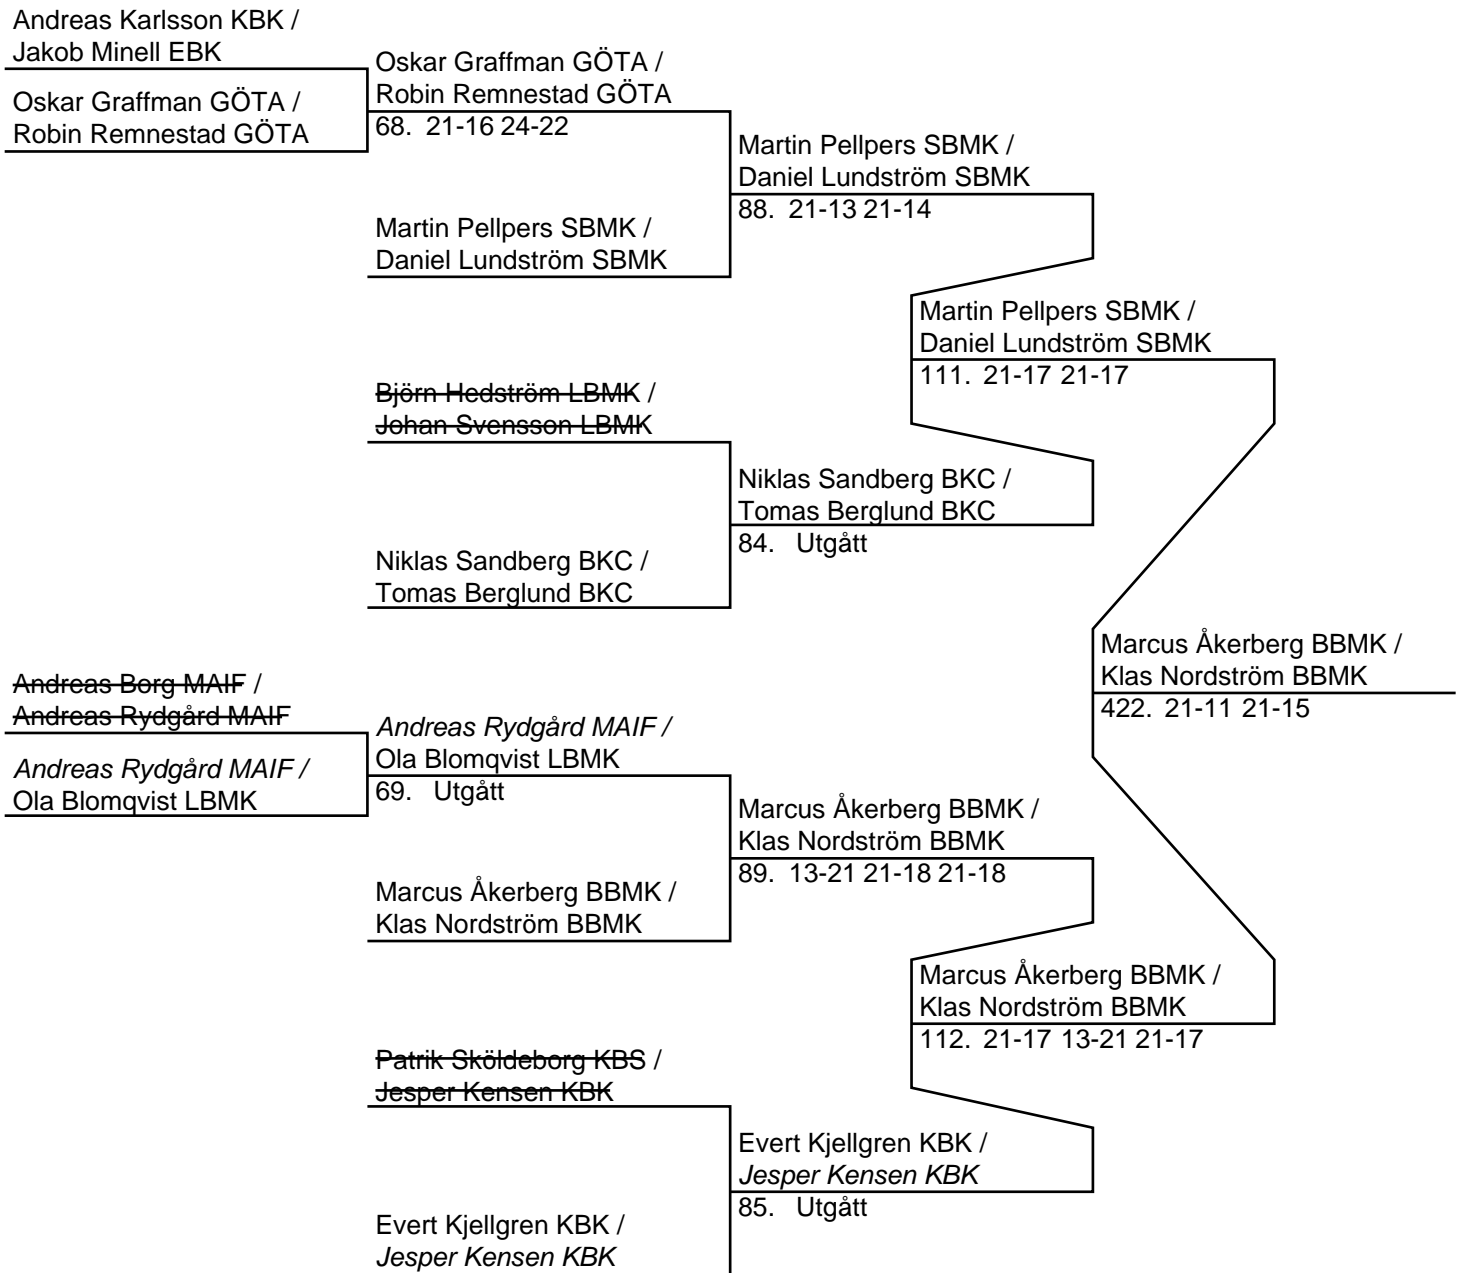 Andreas Karlsson KBK /
Jakob Minell EBK
Oskar Graffman GÖTA /
Robin Remnestad GÖTA
Oskar Graffman GÖTA /
Robin Remnestad GÖTA
68. 21-16 24-22
Martin Pellpers SBMK /
Daniel Lundström SBMK
88. 21-13 21-14
Martin Pellpers SBMK /
Daniel Lundström SBMK
Martin Pellpers SBMK /
Daniel Lundström SBMK
111. 21-17 21-17
Björn Hedström LBMK /
Johan Svensson LBMK
Niklas Sandberg BKC /
Tomas Berglund BKC
84. Utgått
Niklas Sandberg BKC /
Tomas Berglund BKC
Marcus Åkerberg BBMK /
Klas Nordström BBMK
422. 21-11 21-15
Andreas Borg MAIF /
Andreas Rydgård MAIF
Andreas Rydgård MAIF /
Ola Blomqvist LBMK
Andreas Rydgård MAIF /
Ola Blomqvist LBMK
69. Utgått
Marcus Åkerberg BBMK /
Klas Nordström BBMK
89. 13-21 21-18 21-18
Marcus Åkerberg BBMK /
Klas Nordström BBMK
Marcus Åkerberg BBMK /
Klas Nordström BBMK
112. 21-17 13-21 21-17
Patrik Sköldeborg KBS /
Jesper Kensen KBK
Evert Kjellgren KBK /
Jesper Kensen KBK
85. Utgått
Evert Kjellgren KBK /
Jesper Kensen KBK